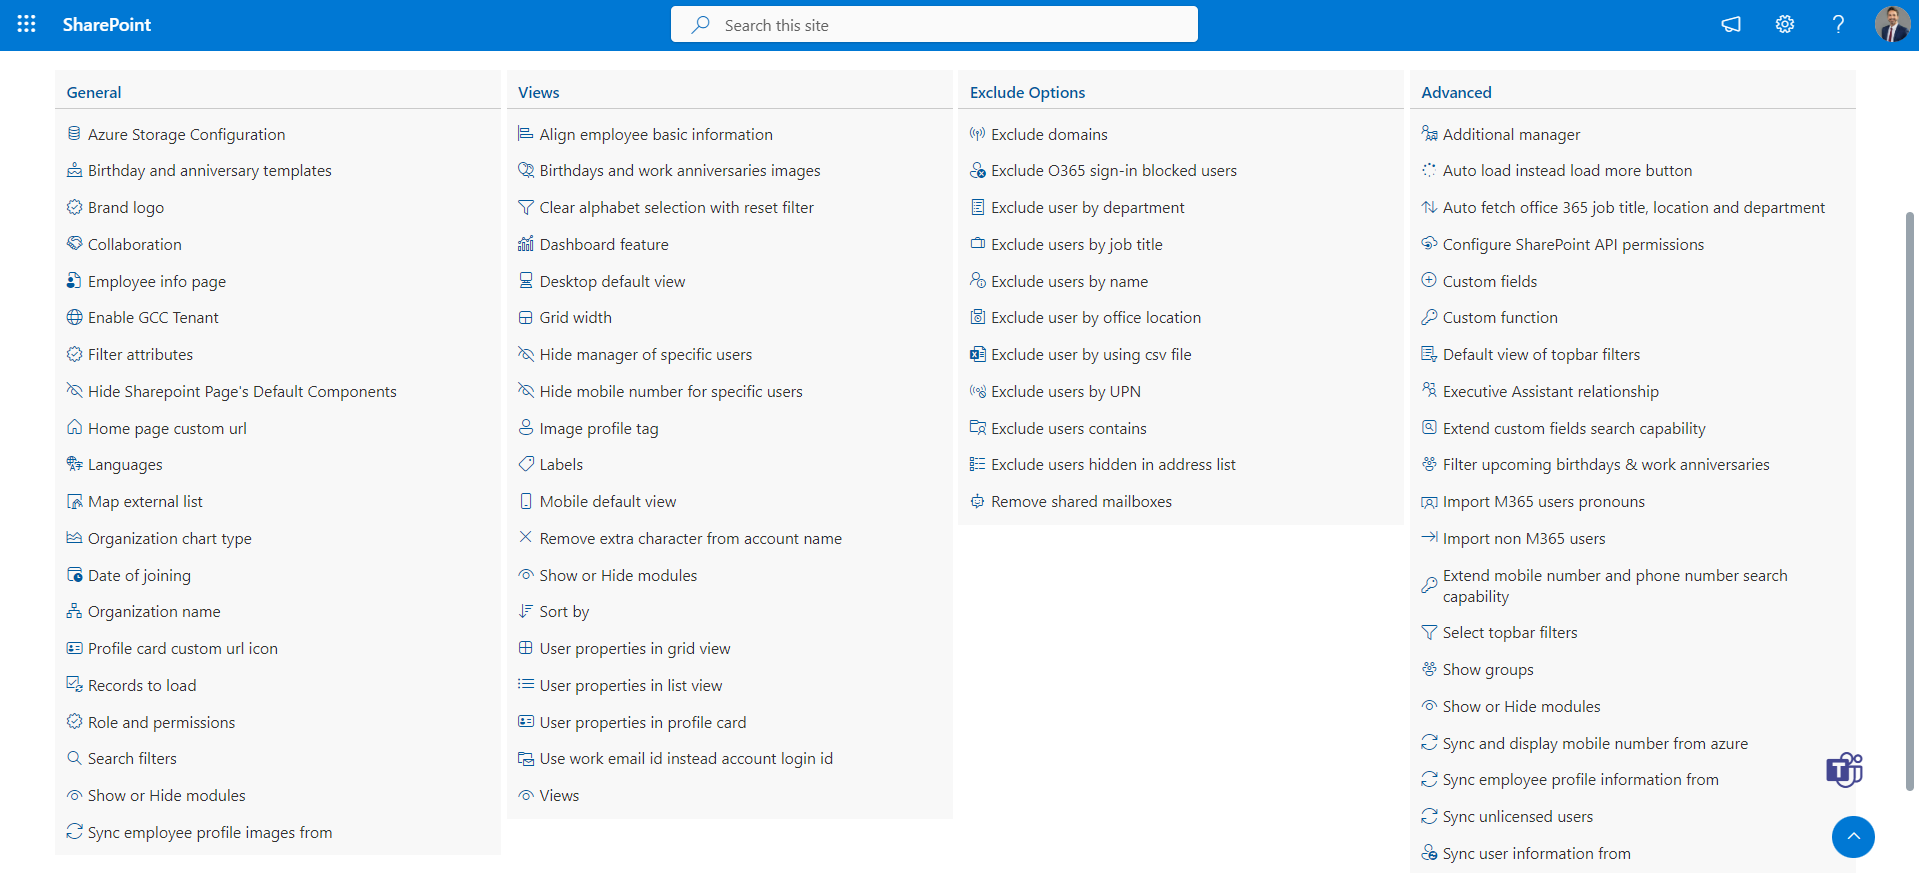 SharePoint
Search this site
General
Azure Storage Configuration
Birthday and anniversary templates
Brand logo
Collaboration
Employee info page
Enable GCC Tenant
Filter attributes
Hide Sharepoint Page's Default Components
Home page custom url
Languages
Map external list
Organization chart type
Date of joining
Organization name
Profile card custom url icon
Records to load
Role and permissions
Search filters
Show or Hide modules
Sync employee profile images from
Views
Align employee basic information
Birthdays and work anniversaries images
Clear alphabet selection with reset filter
Dashboard feature
Desktop default view
Grid width
Hide manager of specific users
Hide mobile number for specific users
Image profile tag
Labels
Mobile default view
Remove extra character from account name
Show or Hide modules
Sort by
User properties in grid view
User properties in list view
User properties in profile card
Use work email id instead account login id
Views
Exclude Options
Exclude domains
Exclude O365 sign-in blocked users
Exclude user by department
Exclude users by job title
Exclude users by name
Exclude user by office location
Exclude user by using csv file
Exclude users by UPN
Exclude users contains
Exclude users hidden in address list
Remove shared mailboxes
Advanced
Additional manager
Auto load instead load more button
Auto fetch office 365 job title, location and department
Configure SharePoint API permissions
Custom fields
Custom function
Default view of topbar filters
Executive Assistant relationship
Extend custom fields search capability
Filter upcoming birthdays & work anniversaries
Import M365 users pronouns
Import non M365 users
Extend mobile number and phone number search
capability
Select topbar filters
Show groups
Show or Hide modules
Sync and display mobile number from azure
Sync employee profile information from
Sync unlicensed users
Sync user information from